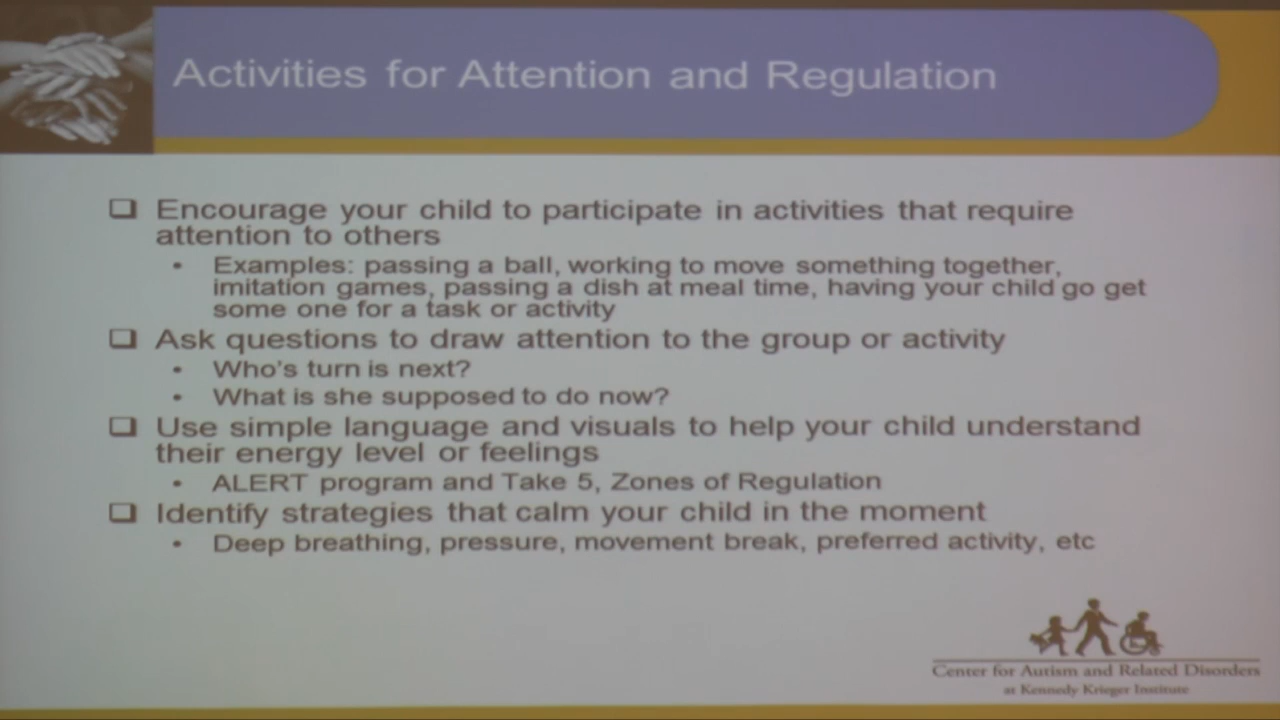 Activities for Attention and Regulation
❑ Encourage your child to participate in activities that require
attention to others
• Examples: passing a ball, working to move something together,
imitation games, passing a dish at meal time, having your child go get
some one for a task or activity
❑ Ask questions to draw attention to the group or activity
• Who's turn is next?
• What is she supposed to do now?
❑ Use simple language and visuals to help your child understand
their energy level or feelings
• ALERT program and Take 5, Zones of Regulation
❑ Identify strategies that calm your child in the moment
• Deep breathing, pressure, movement break, preferred activity, etc
Center for Autism and Related Disorders
at Kennedy Krieger Institute